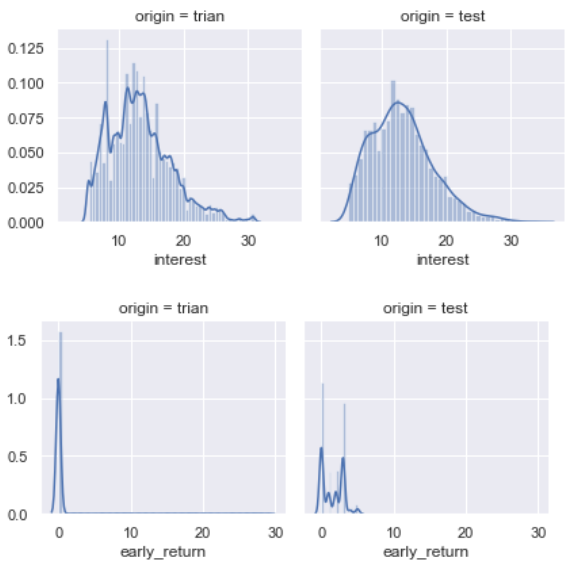 origin = trian origin = test
0.125
0.100
0.075
0.050
0.025
0.000
10 20 30 10 20 30
interest interest
origin = trian origin = test
1.5
1.0
0.5
0.0
0 10 20 30 0 10 20 30
early_return early_return